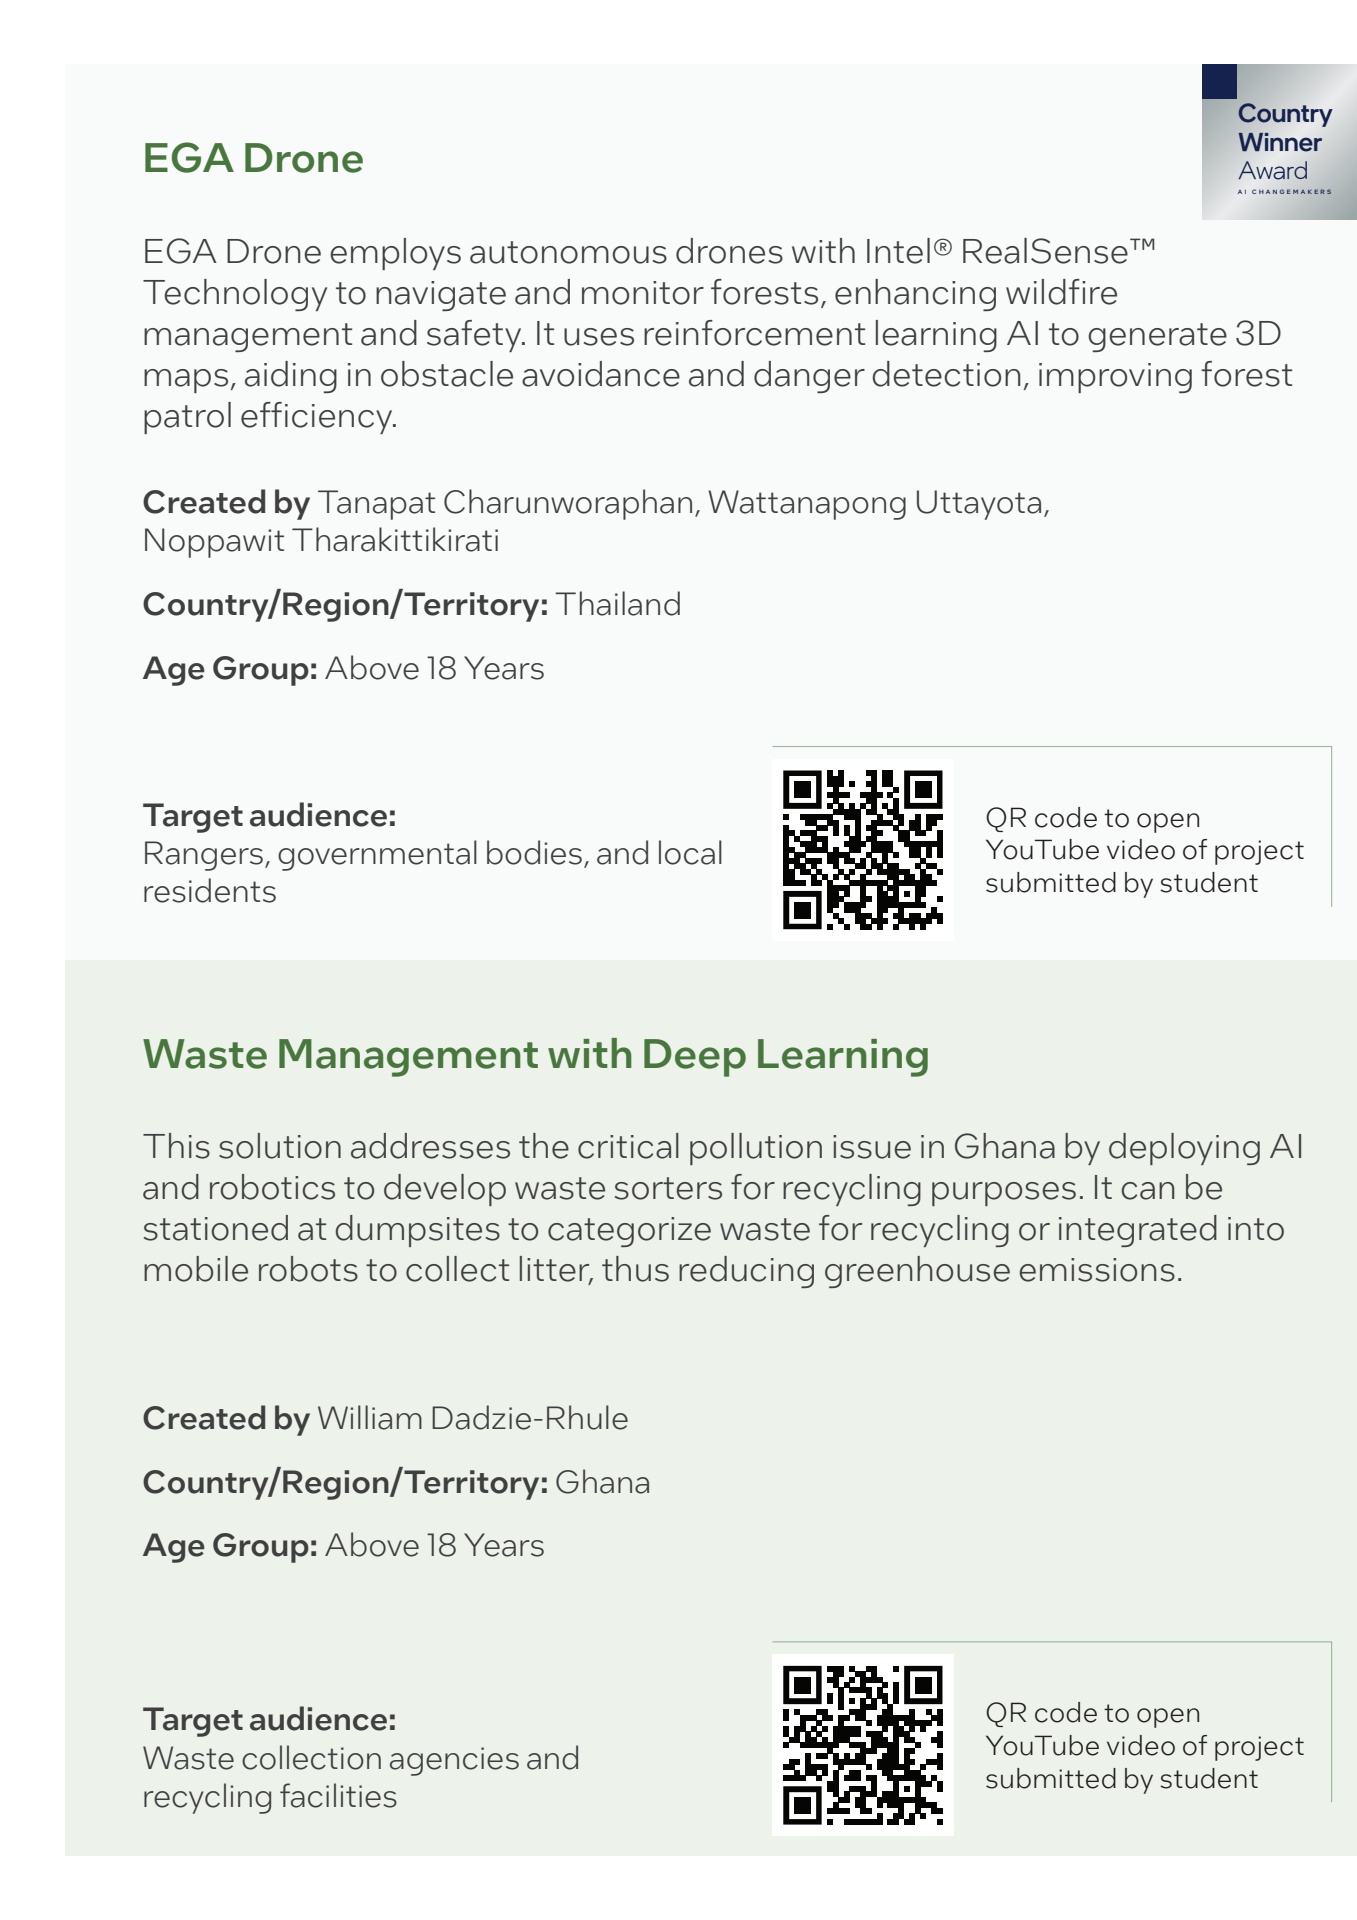 Country
Winner
Award
AI CHANGEMAKERS
EGA Drone
EGA Drone employs autonomous drones with Intel® RealSense™
Technology to navigate and monitor forests, enhancing wildfire
management and safety. It uses reinforcement learning AI to generate 3D
maps, aiding in obstacle avoidance and danger detection, improving forest
patrol efficiency.
Created by Tanapat Charunworaphan, Wattanapong Uttayota,
Noppawit Tharakittikirati
Country/Region/Territory: Thailand
Age Group: Above 18 Years
Target audience:
Rangers, governmental bodies, and local
residents
QR code to open
YouTube video of project
submitted by student
Waste Management with Deep Learning
This solution addresses the critical pollution issue in Ghana by deploying AI
and robotics to develop waste sorters for recycling purposes. It can be
stationed at dumpsites to categorize waste for recycling or integrated into
mobile robots to collect litter, thus reducing greenhouse emissions.
Created by William Dadzie-Rhule
Country/Region/Territory: Ghana
Age Group: Above 18 Years
Target audience:
Waste collection agencies and
recycling facilities
QR code to open
YouTube video of project
submitted by student